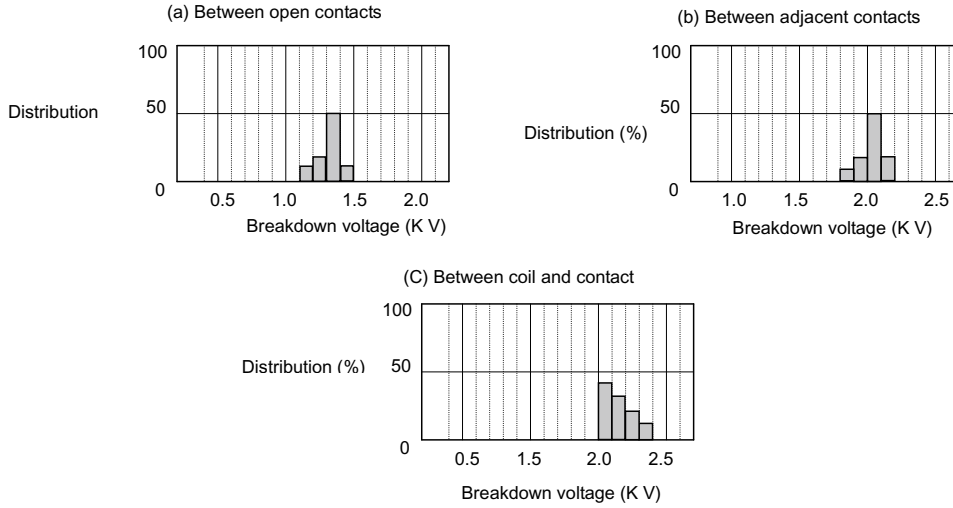 (a) Between open contacts
100
50
0
Distribution
0.5 1.0 1.5 2.0
Breakdown voltage (K V)
(b) Between adjacent contacts
100
50
0
Distribution (%)
1.0 1.5 2.0 2.5
Breakdown voltage (K V)
(C) Between coil and contact
100
50
0
Distribution (%)
0.5 1.5 2.0 2.5
Breakdown voltage (K V)